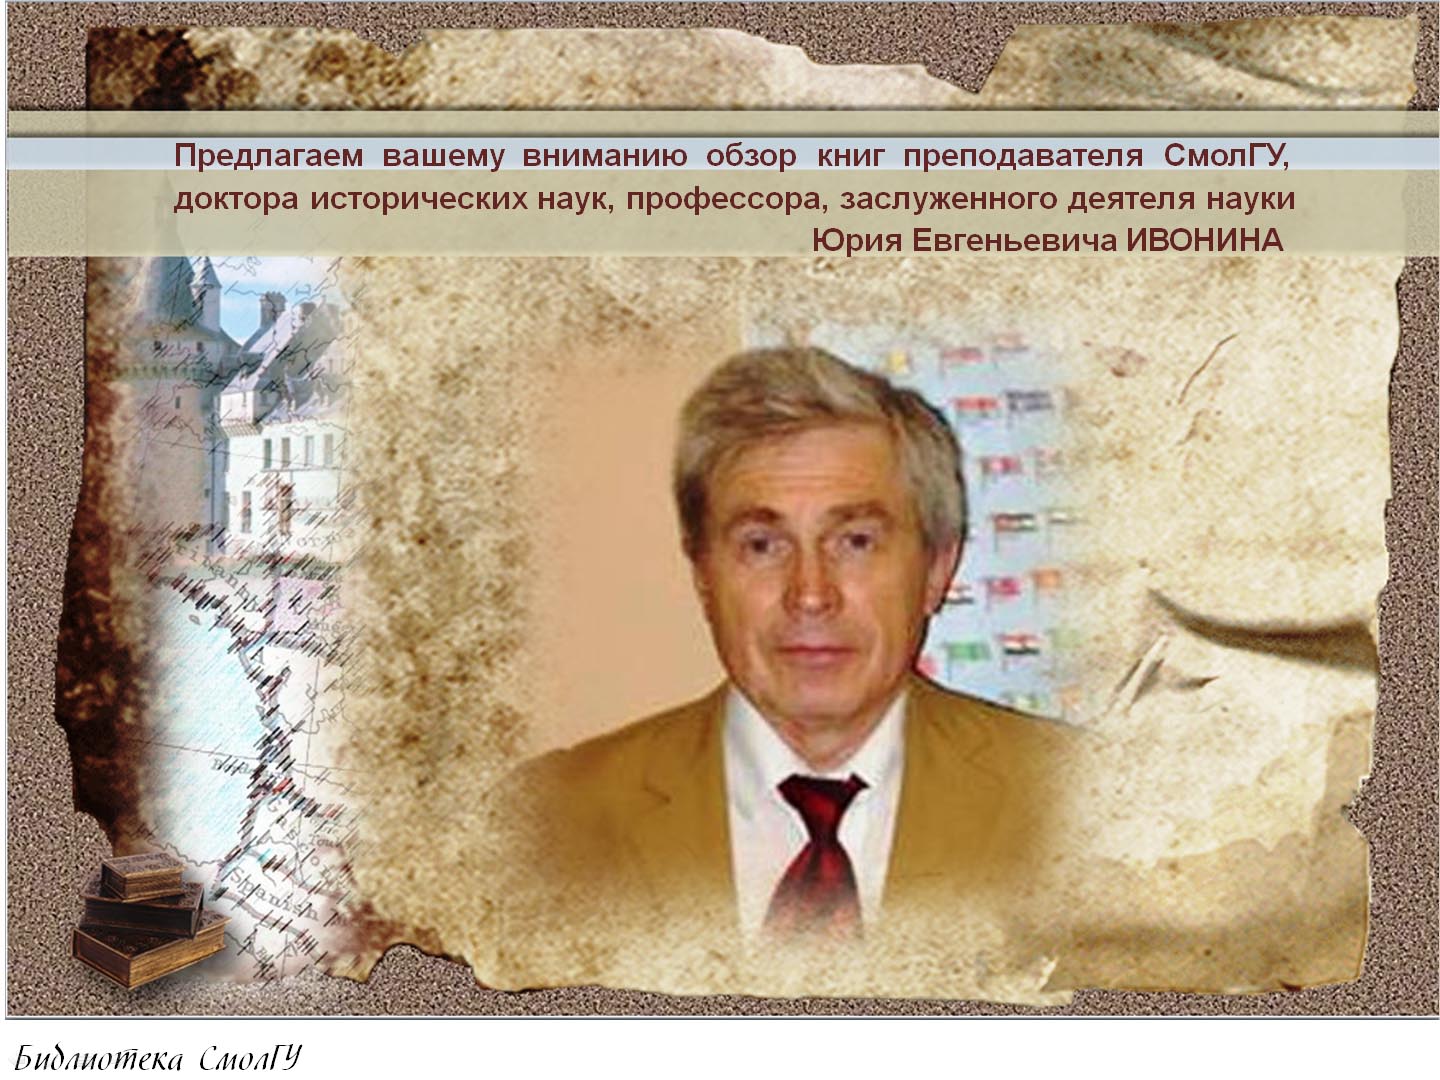 Предлагаем вашему вниманию обзор книг преподавателя СмолГУ,
доктора исторических наук, профессора, заслуженного деятеля науки
Юрия Евгеньевича ИВОНИНА
Spanish
Библиотека СмолГУ